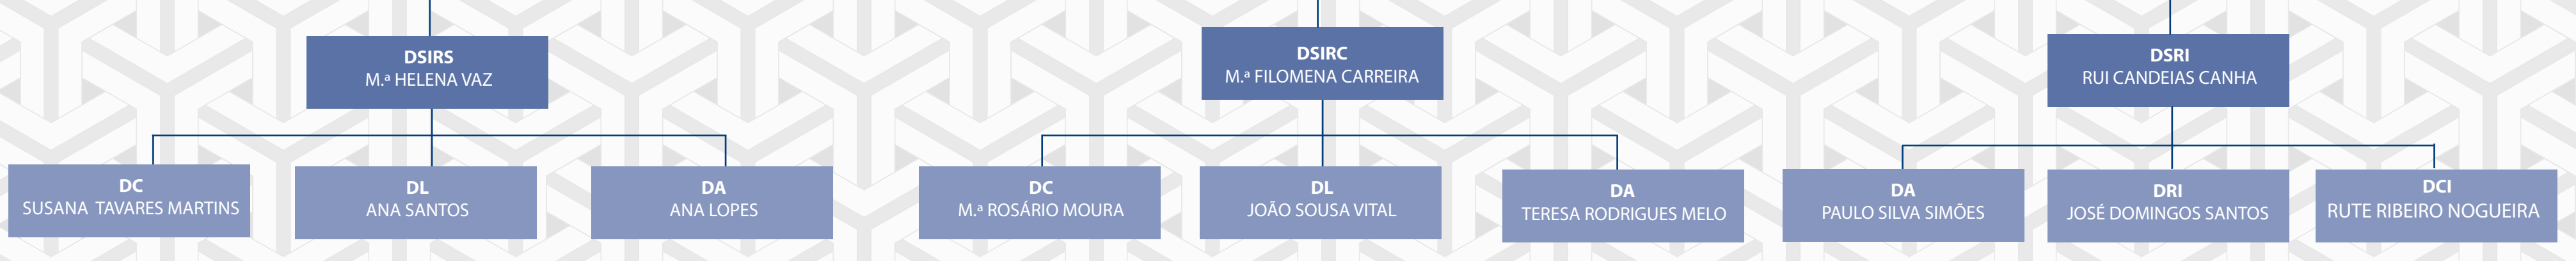 DSIRS
M.ª HELENA VAZ
DC
SUSANA TAVARES MARTINS
DL
ANA SANTOS
DA
ANA LOPES
DSIRC
M.ª FILOMENA CARREIRA
DC
M.ª ROSÁRIO MOURA
DL
JOÃO SOUSA VITAL
DA
TERESA RODRIGUES MELO
DSRI
RUI CANDEIAS CANHA
DA
PAULO SILVA SIMÕES
DRI
JOSÉ DOMINGOS SANTOS
DCI
RUTE RIBEIRO NOGUEIRA